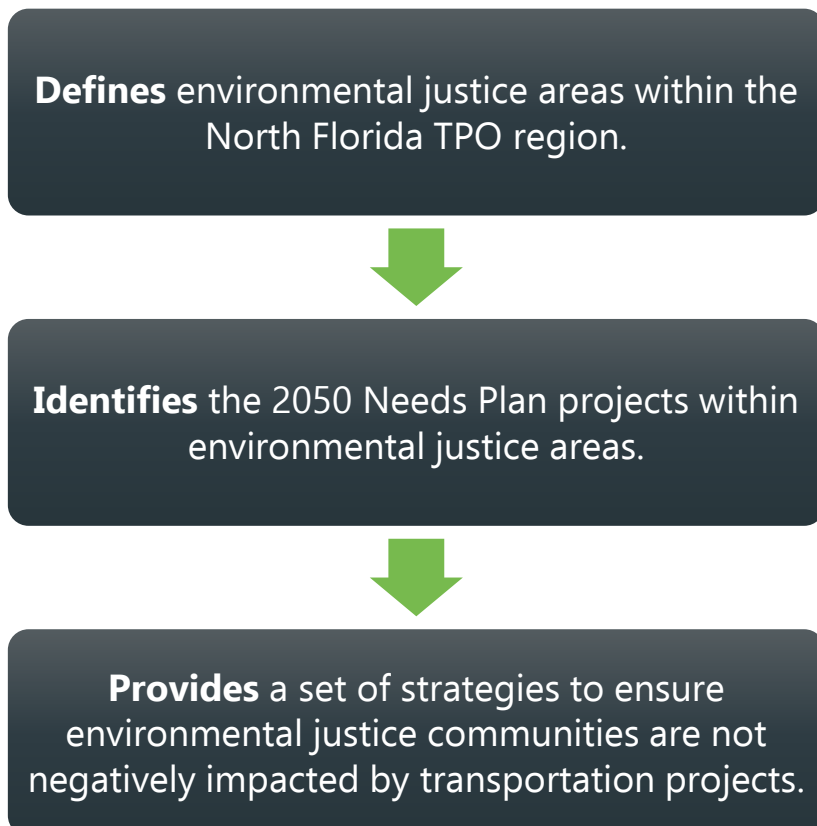 Defines environmental justice areas within the
North Florida TPO region.
Identifies the 2050 Needs Plan projects within
environmental justice areas.
Provides a set of strategies to ensure
environmental justice communities are not
negatively impacted by transportation projects.